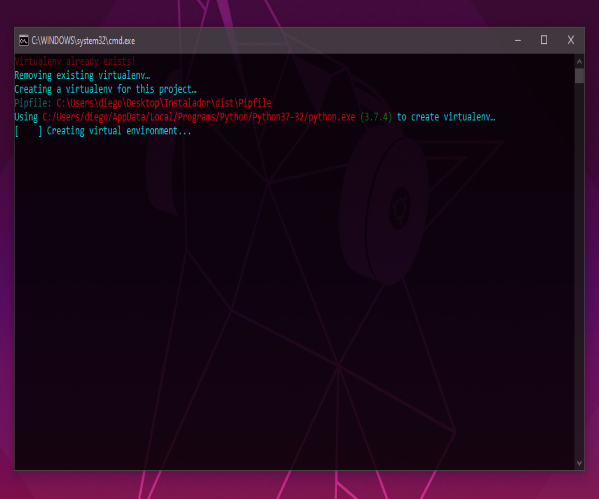 C:\WINDOWS\system32\cmd.exe
Virtualenv already exists!
Removing existing virtualenv…
Creating a virtualenv for this project…
Pipfile: C:\Users\diego\Desktop\Instalador\dist\Pipfile
Using C:/Users/diego/AppData/Local/Programs/Python/Python37-32/python.exe (3.7.4) to create virtualenv…
[    ] Creating virtual environment...